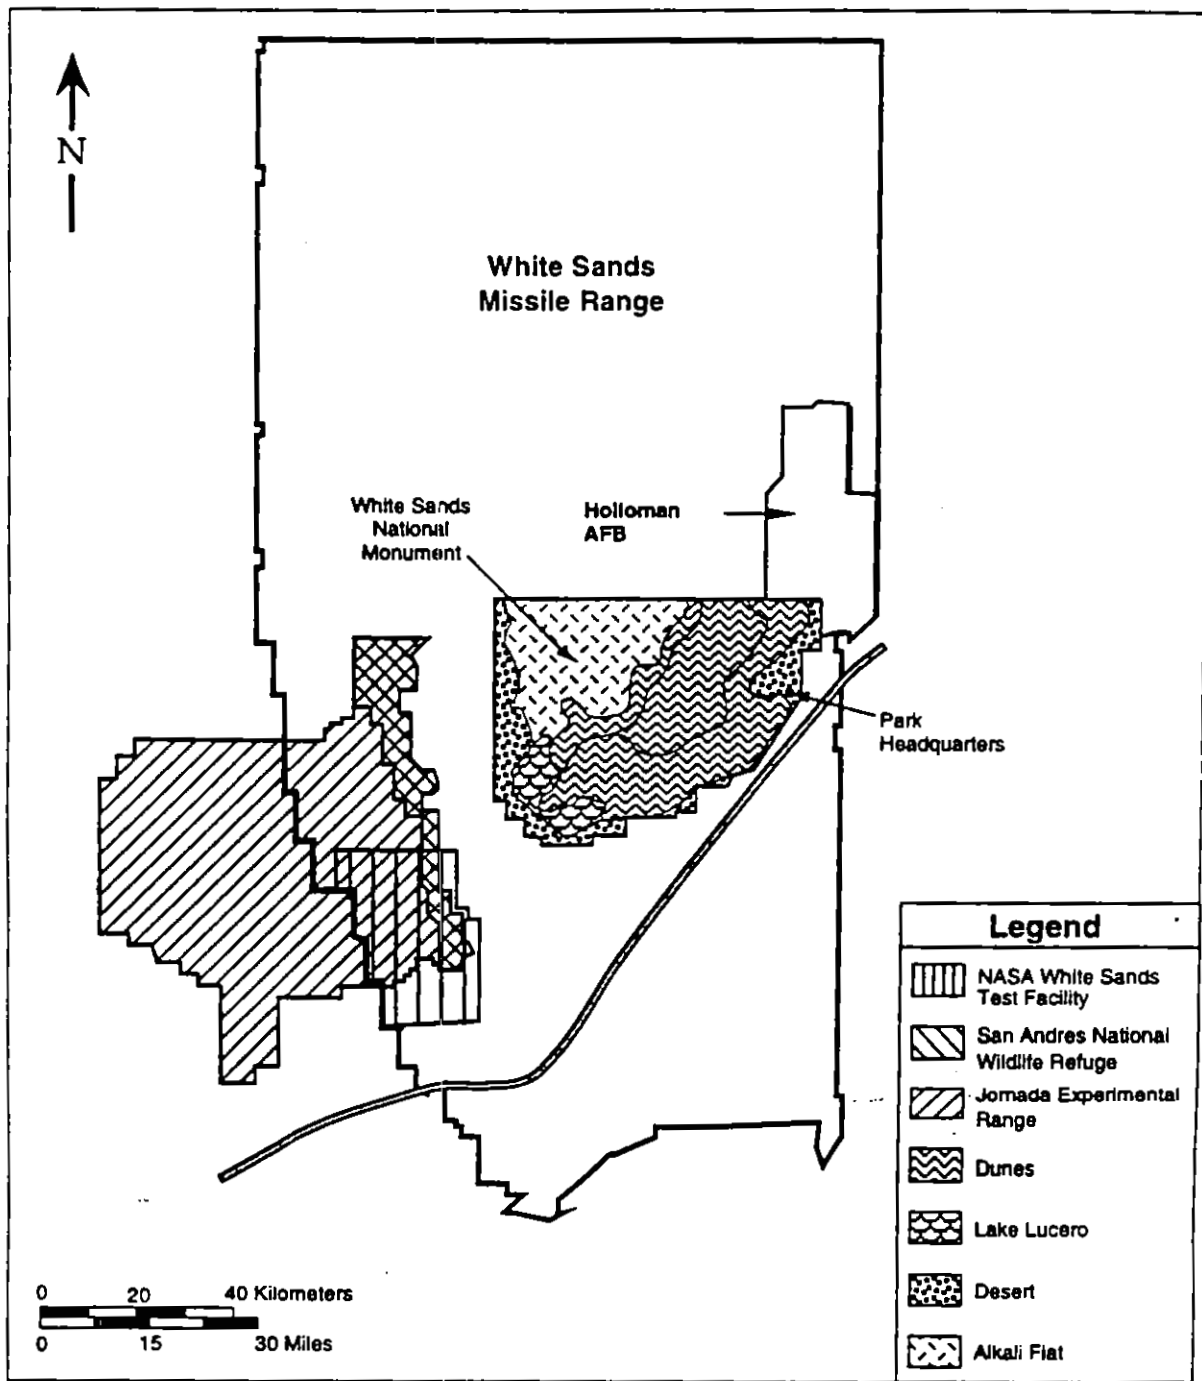 N
White Sands
Missile Range
White Sands
National
Monument
Holloman
AFB
Park
Headquarters
Legend
NASA White Sands
Test Facility
San Andres National
Wildlife Refuge
Jornada Experimental
Range
Dunes
Lake Lucero
Desert
Alkali Flat
0 20 40 Kilometers
0 15 30 Miles